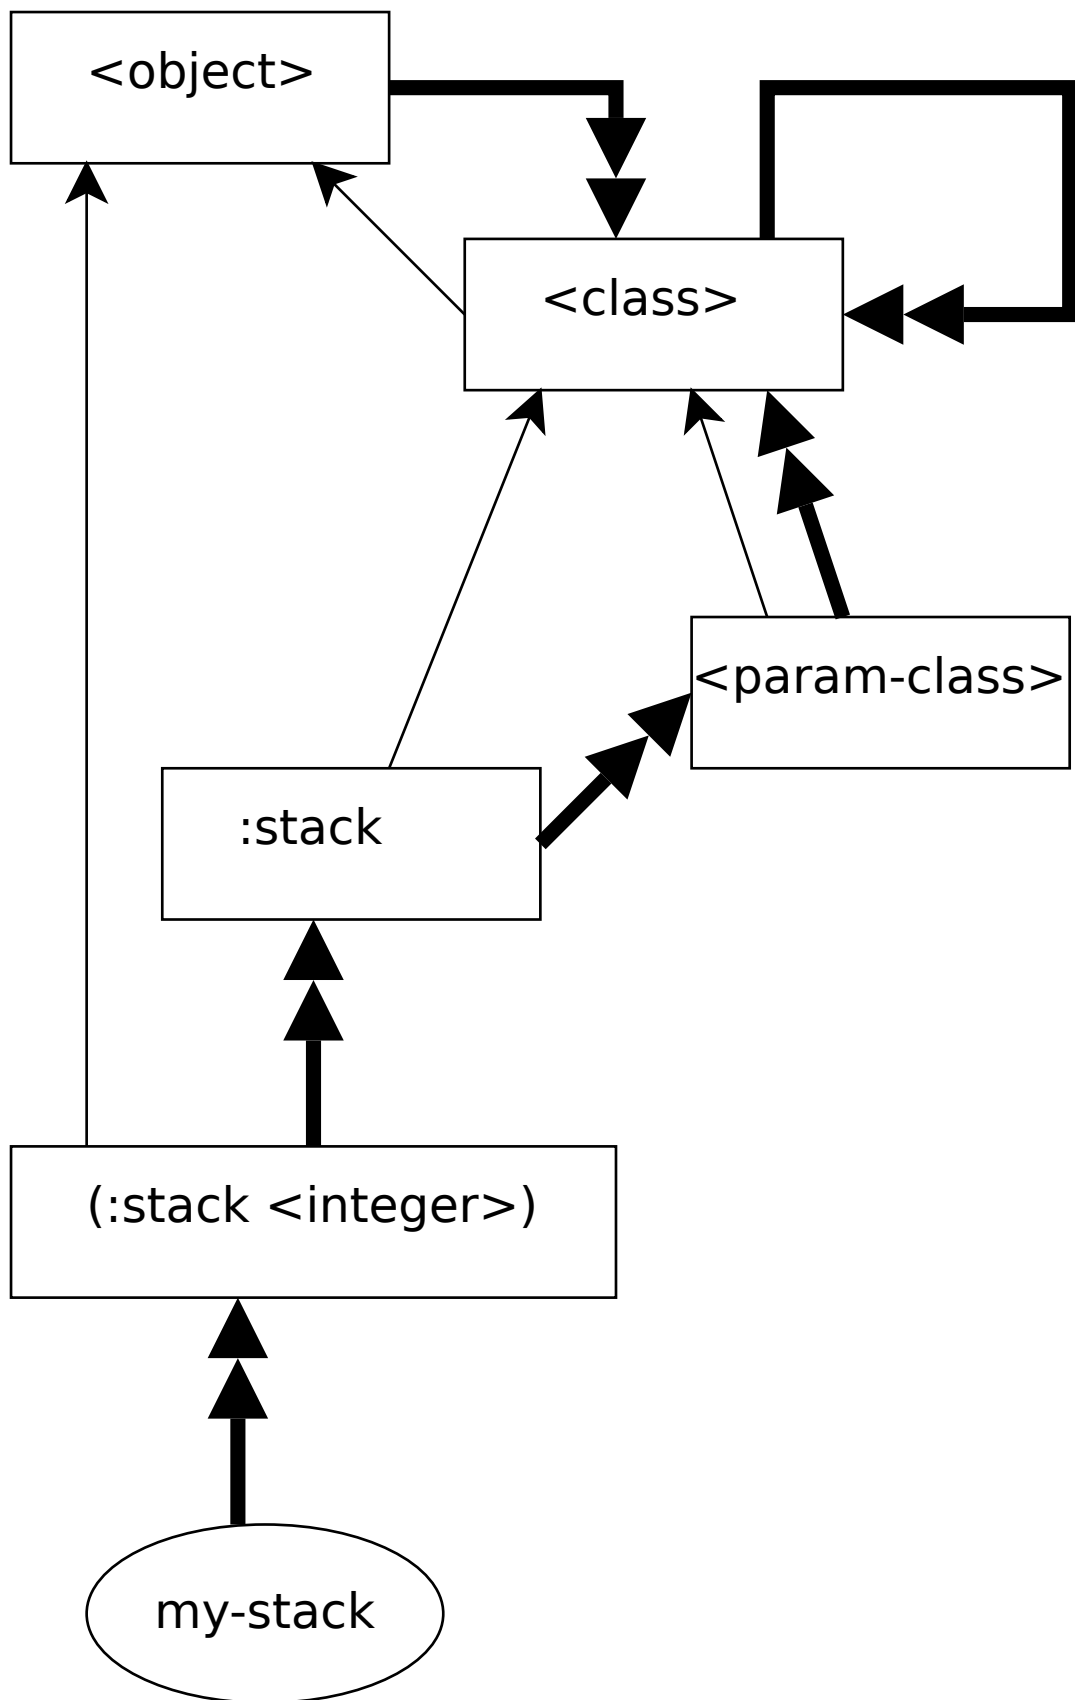 <object>
<class>
<param-class>
:stack
(:stack <integer>)
my-stack